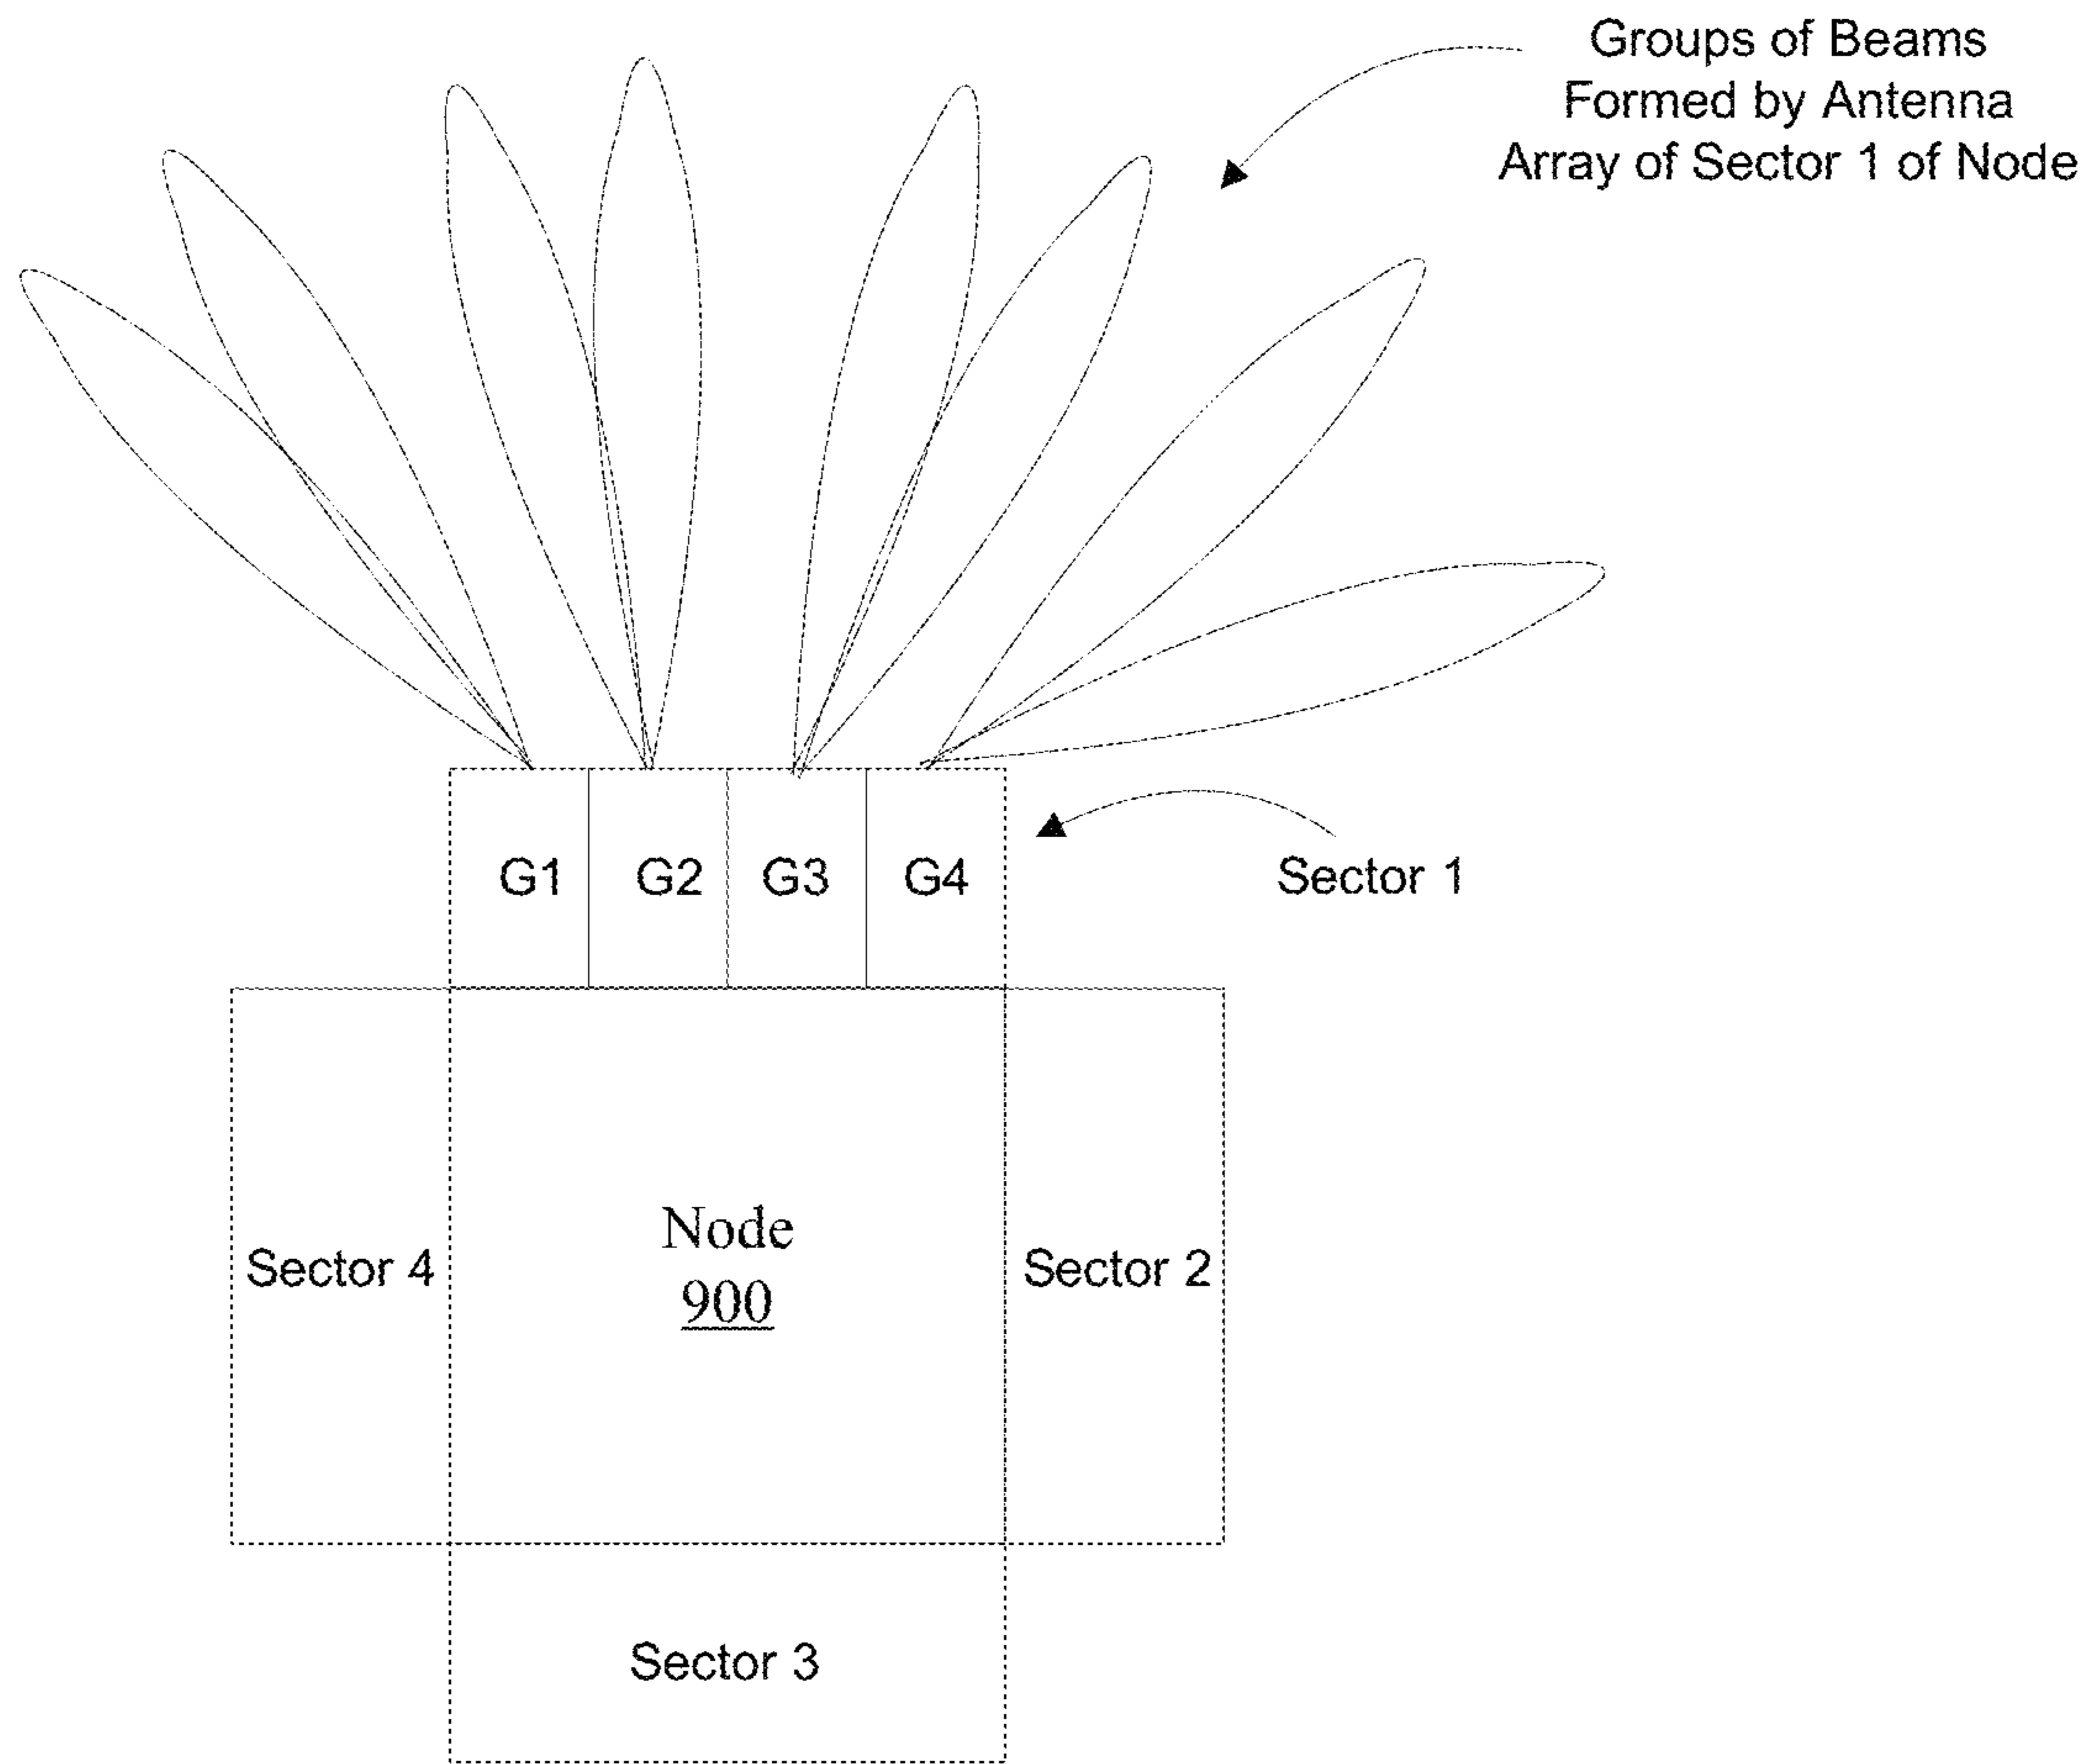 Groups of Beams
Formed by Antenna
Array of Sector 1 of Node
G1 G2 G3 G4
Sector 1
Sector 4
Node
900
Sector 2
Sector 3